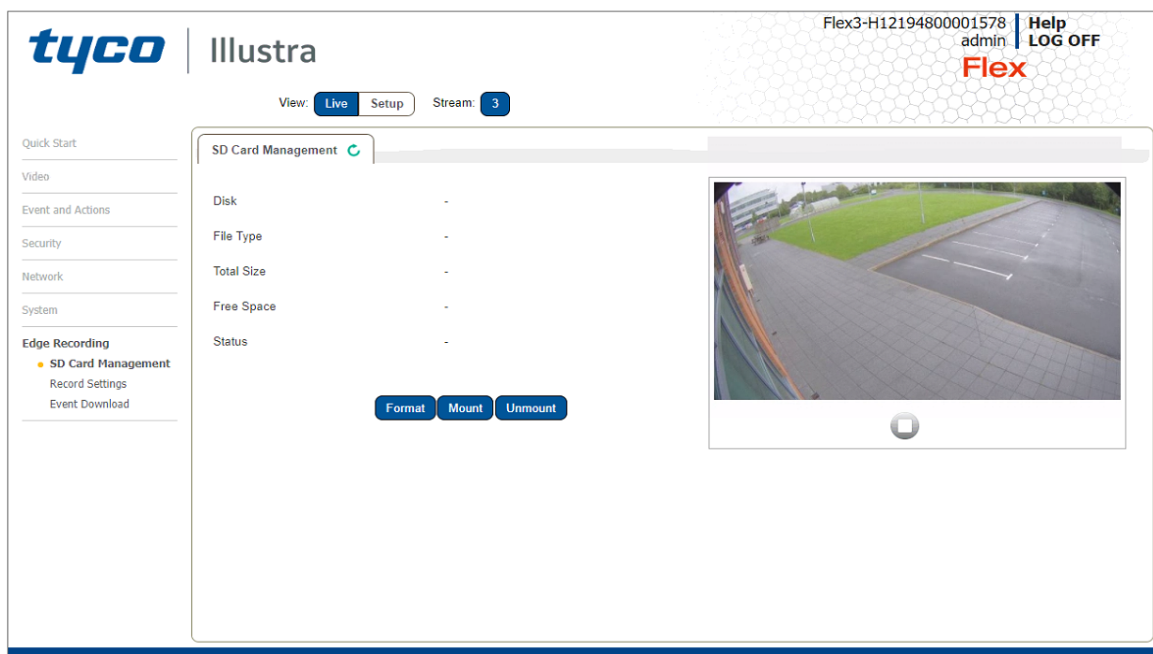 tyco Illustra
Flex3-H12194800001578 Help
admin LOG OFF
Flex
View: Live Setup Stream: 3
Quick Start
Video
Event and Actions
Security
Network
System
Edge Recording
SD Card Management
Record Settings
Event Download
SD Card Management
Disk -
File Type -
Total Size -
Free Space -
Status -
Format Mount Unmount